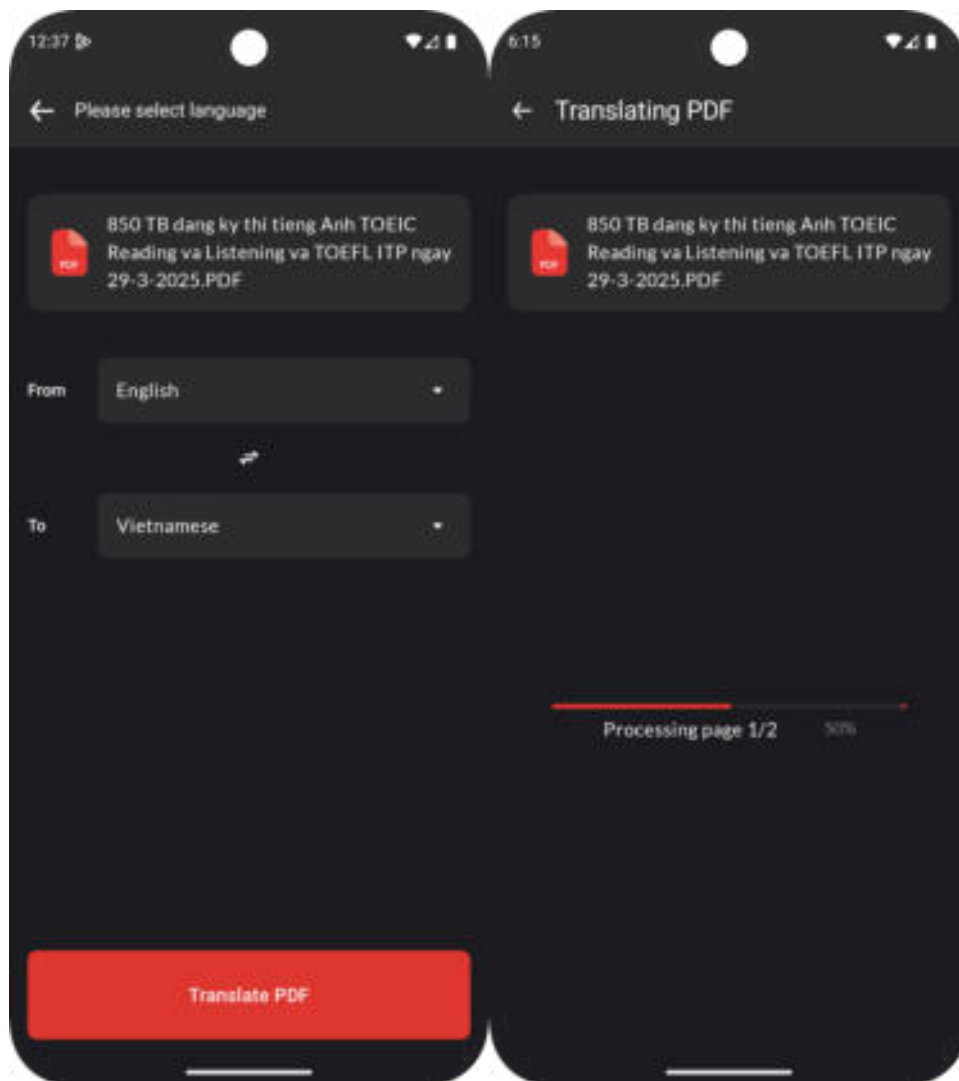 12:37
Please select language
PDF
850 TB dang ky thi tieng Anh TOEIC
Reading va Listening va TOEFL ITP ngay
29-3-2025.PDF
From
English
To
Vietnamese
Translate PDF
6:15
Translating PDF
PDF
850 TB dang ky thi tieng Anh TOEIC
Reading va Listening va TOEFL ITP ngay
29-3-2025.PDF
Processing page 1/2
50%